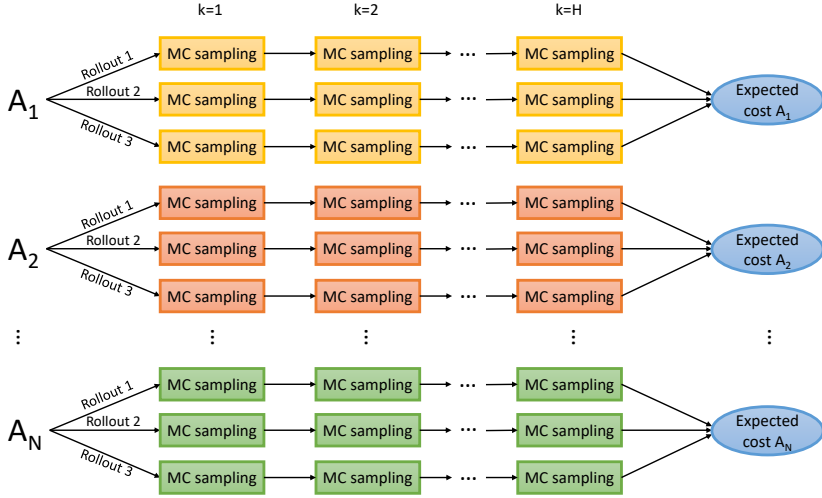 k=1 k=2 k=H
Rollout 1 MC sampling MC sampling ... MC sampling
A1 Rollout 2 MC sampling MC sampling ... MC sampling Expected
cost A1
Rollout 3 MC sampling MC sampling ... MC sampling
Rollout 1 MC sampling MC sampling ... MC sampling
A2 Rollout 2 MC sampling MC sampling ... MC sampling Expected
cost A2
Rollout 3 MC sampling MC sampling ... MC sampling
⋮ ⋮ ⋮ ⋮ ⋮
Rollout 1 MC sampling MC sampling ... MC sampling
AN Rollout 2 MC sampling MC sampling ... MC sampling Expected
cost AN
Rollout 3 MC sampling MC sampling ... MC sampling